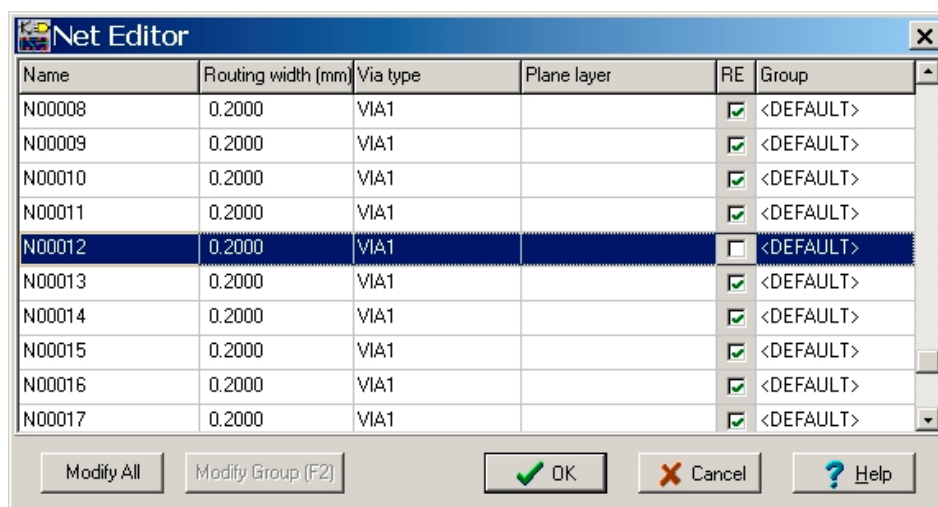 Net Editor
Name Routing width (mm) Via type Plane layer RE Group
N00008 0.2000 VIA1 <DEFAULT>
N00009 0.2000 VIA1 <DEFAULT>
N00010 0.2000 VIA1 <DEFAULT>
N00011 0.2000 VIA1 <DEFAULT>
N00012 0.2000 VIA1 <DEFAULT>
N00013 0.2000 VIA1 <DEFAULT>
N00014 0.2000 VIA1 <DEFAULT>
N00015 0.2000 VIA1 <DEFAULT>
N00016 0.2000 VIA1 <DEFAULT>
N00017 0.2000 VIA1 <DEFAULT>
Modify All Modify Group (F2) OK Cancel Help